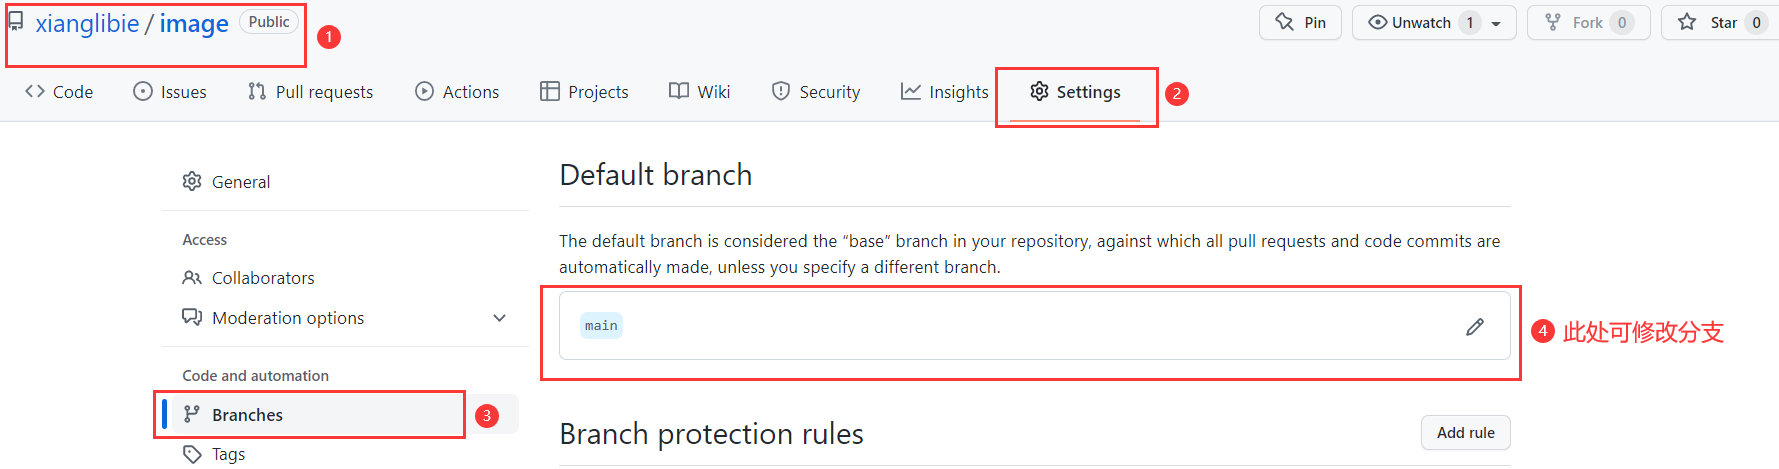 xianglibie / image Public 1
Pin Unwatch 1 Fork 0 Star 0
Code Issues Pull requests Actions Projects Wiki Security Insights Settings 2
General
Access
Collaborators
Moderation options
Code and automation
Branches 3
Tags
Default branch
The default branch is considered the “base” branch in your repository, against which all pull requests and code commits are
automatically made, unless you specify a different branch.
main
4 此处可修改分支
Branch protection rules Add rule